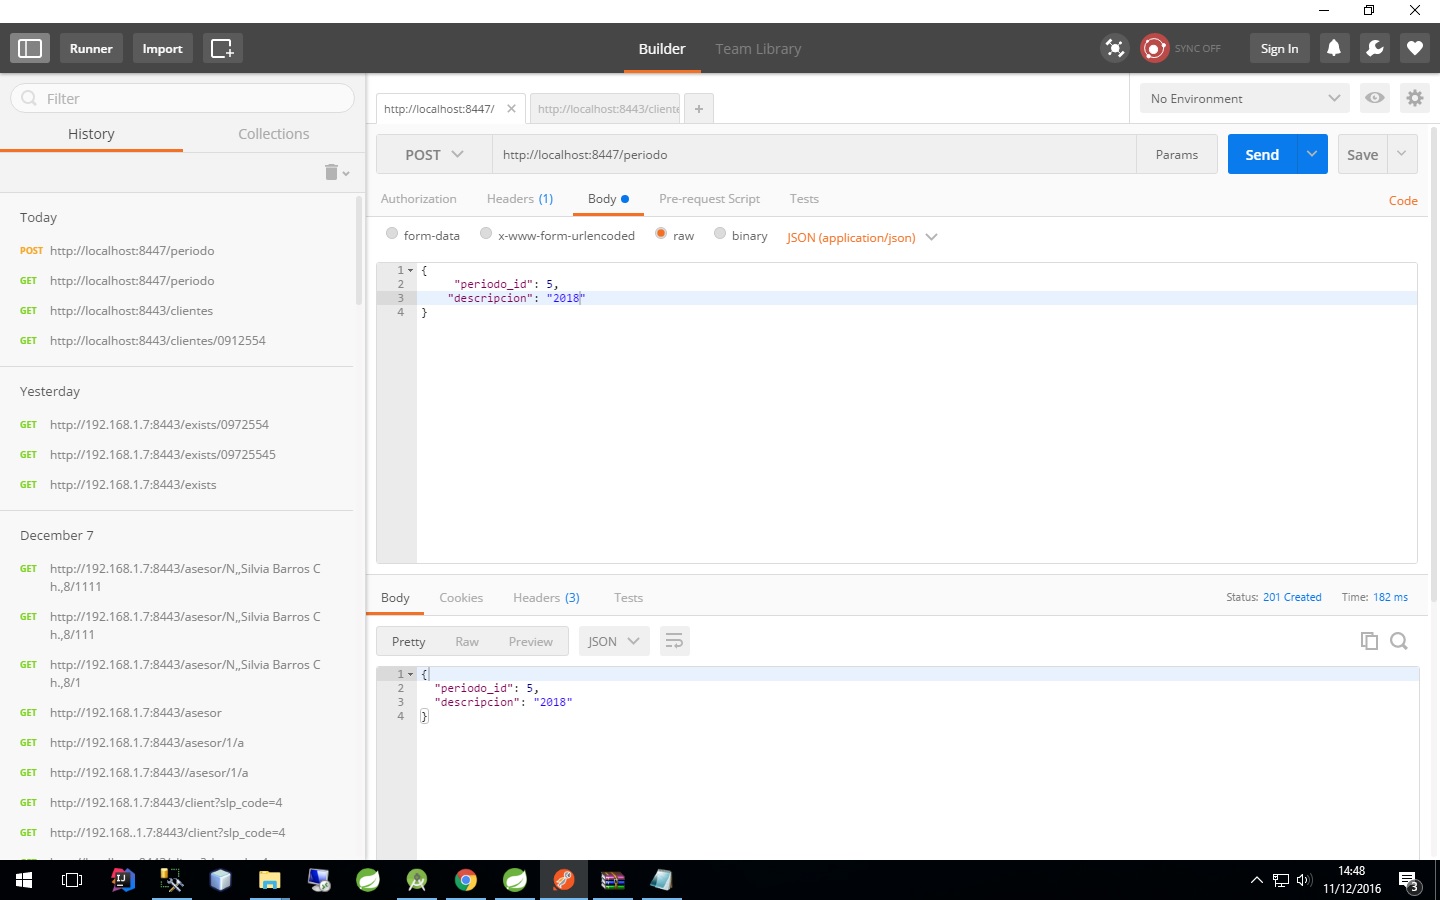 Runner
Import
Builder
Team Library
SYNC OFF
Sign In
Filter
History
Collections
Today
POST http://localhost:8447/periodo
GET http://localhost:8447/periodo
GET http://localhost:8443/clientes
GET http://localhost:8443/clientes/0912554
Yesterday
GET http://192.168.1.7:8443/exists/0972554
GET http://192.168.1.7:8443/exists/09725545
GET http://192.168.1.7:8443/exists
December 7
GET http://192.168.1.7:8443/asesor/N,,Silvia Barros C
h.,8/1111
GET http://192.168.1.7:8443/asesor/N,,Silvia Barros C
h.,8/111
GET http://192.168.1.7:8443/asesor/N,,Silvia Barros C
h.,8/1
GET http://192.168.1.7:8443/asesor
GET http://192.168.1.7:8443/asesor/1/a
GET http://192.168.1.7:8443//asesor/1/a
GET http://192.168.1.7:8443/client?slp_code=4
GET http://192.168..1.7:8443/client?slp_code=4
http://localhost:8447/
http://localhost:8443/cliente
+
No Environment
POST
http://localhost:8447/periodo
Params
Send
Save
Authorization
Headers (1)
Body
Pre-request Script
Tests
Code
form-data
x-www-form-urlencoded
raw
binary
JSON (application/json)
1 {
2 "periodo_id": 5,
3 "descripcion": "2018"
4 }
Body
Cookies
Headers (3)
Tests
Status: 201 Created
Time: 182 ms
Pretty
Raw
Preview
JSON
1 {
2 "periodo_id": 5,
3 "descripcion": "2018"
4 }
14:48
11/12/2016
3